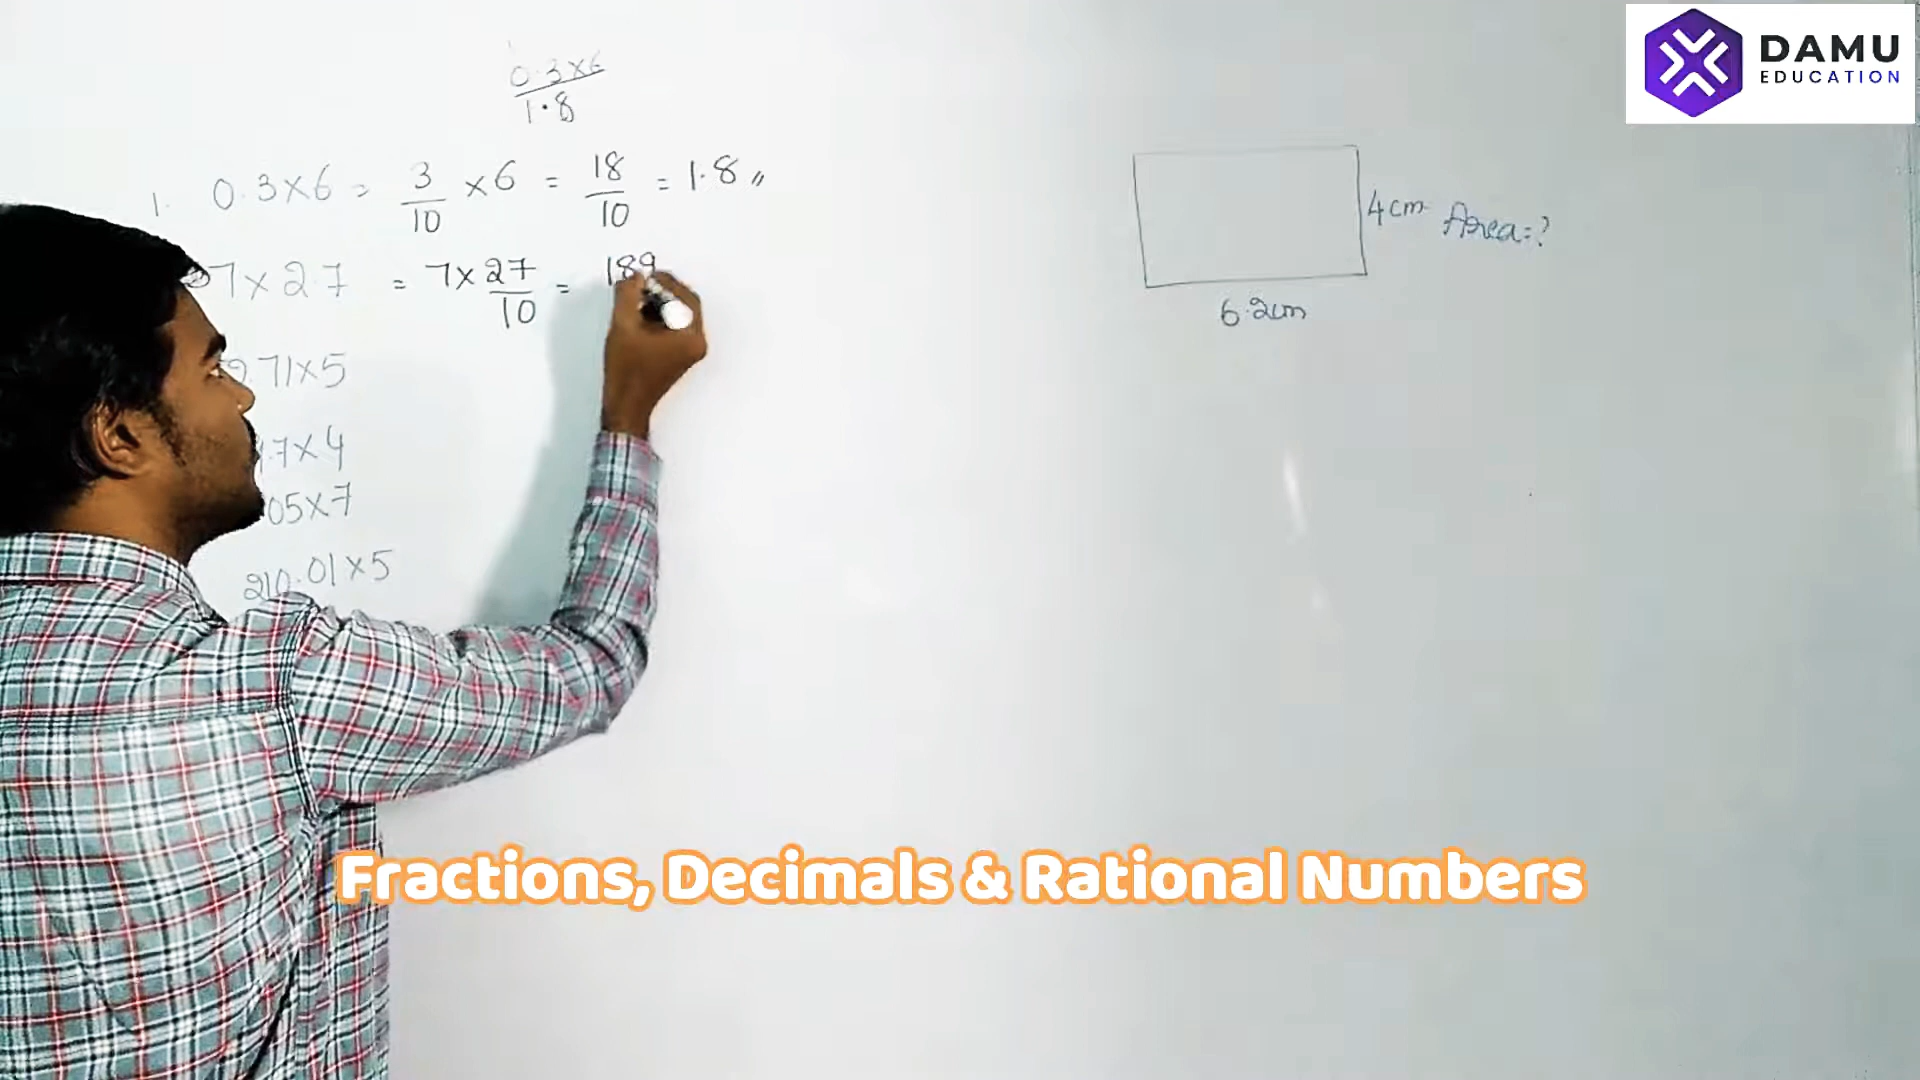 DAMU
EDUCATION
0.3×6
1.8
1. 0.3×6 = 3/10 ×6 = 18/10 = 1.8 〃
7×2.7 = 7×27/10 = 189
.71×5
.7×4
05×7
210.01×5
4cm Area=?
6.2cm
Fractions, Decimals & Rational Numbers